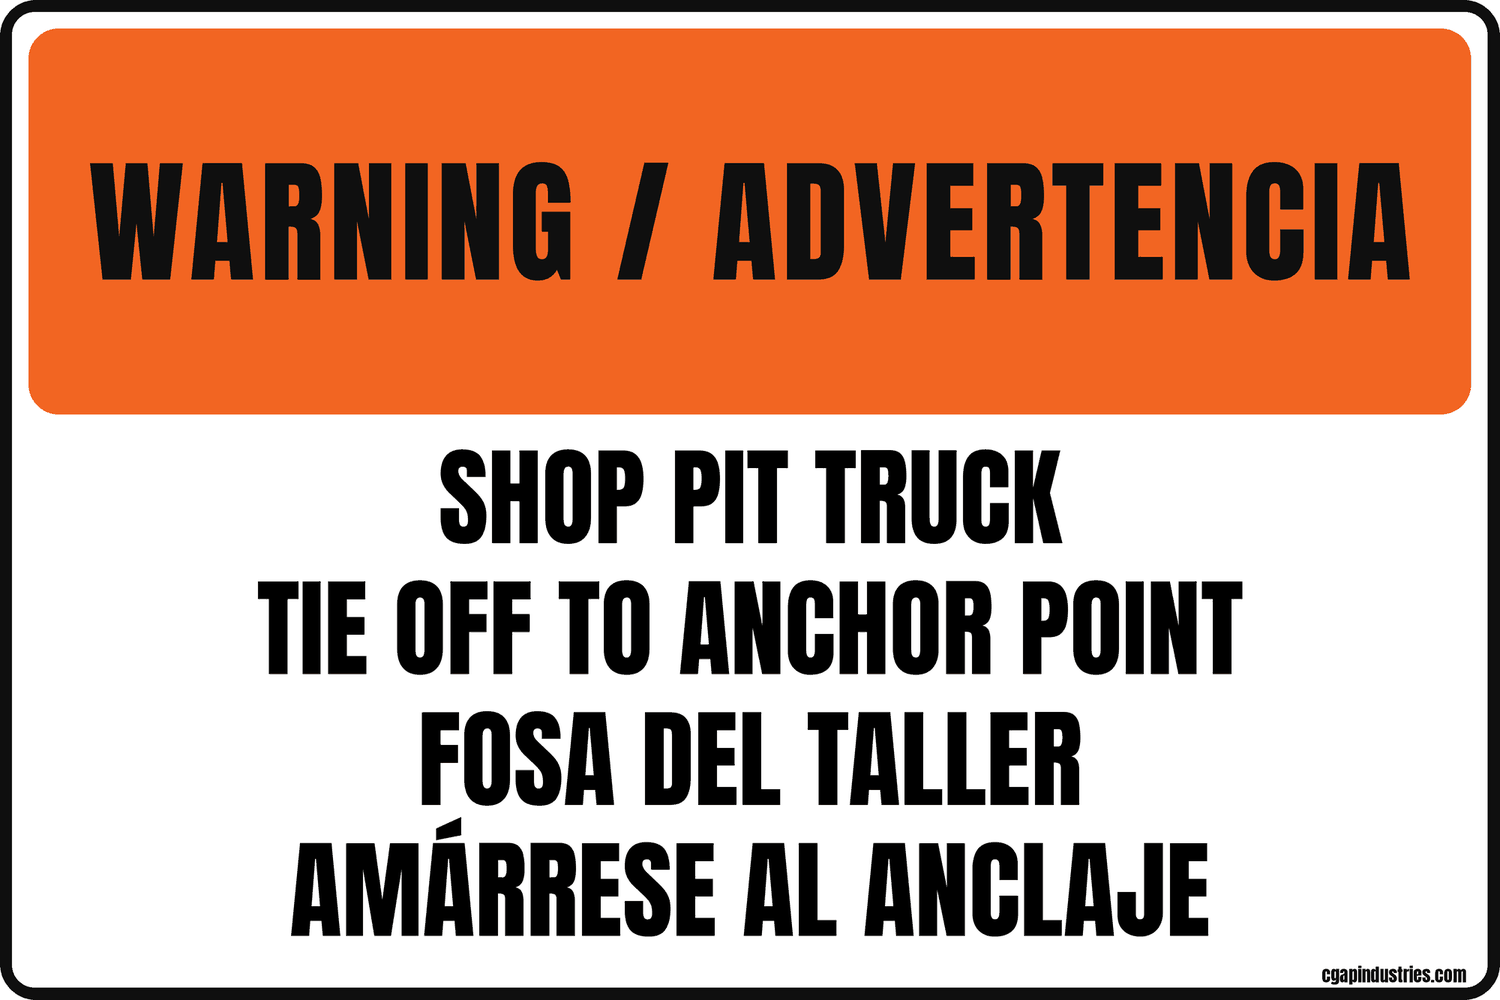 WARNING / ADVERTENCIA
SHOP PIT TRUCK
TIE OFF TO ANCHOR POINT
FOSA DEL TALLER
AMÁRRESE AL ANCLAJE
cgapindustries.com